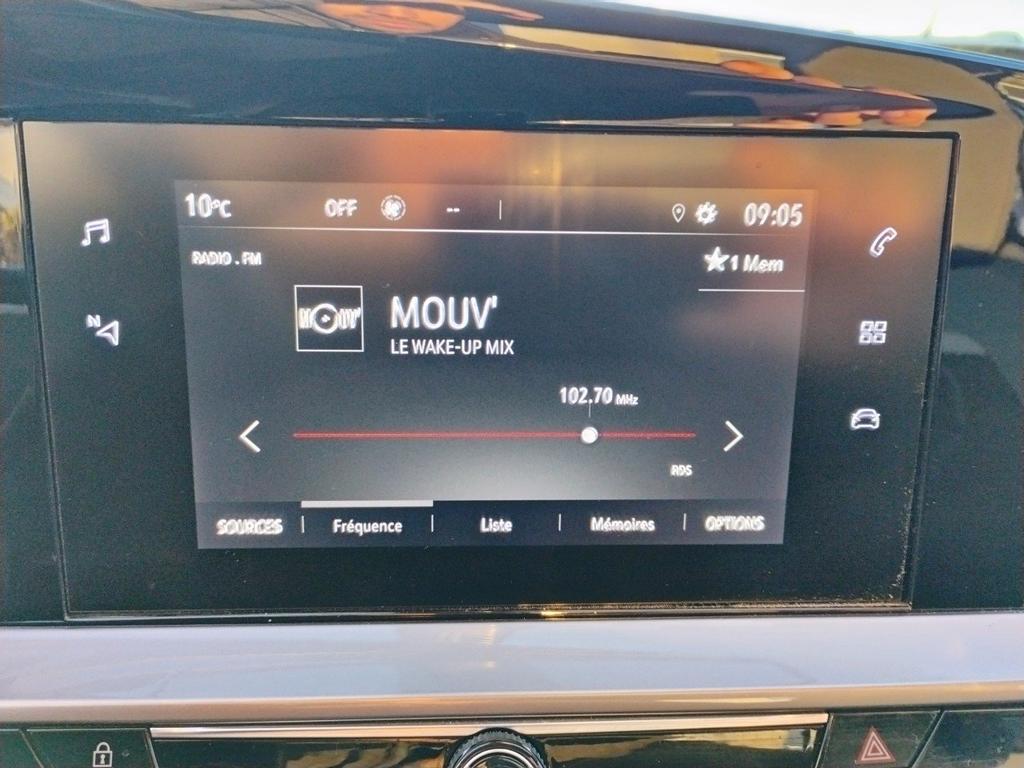 10°C OFF -- 09:05
RADIO . FM
1 Mem
MOUV'
MOUV'
LE WAKE-UP MIX
102.70 MHz
RDS
SOURCES Fréquence Liste Mémoires OPTIONS
N